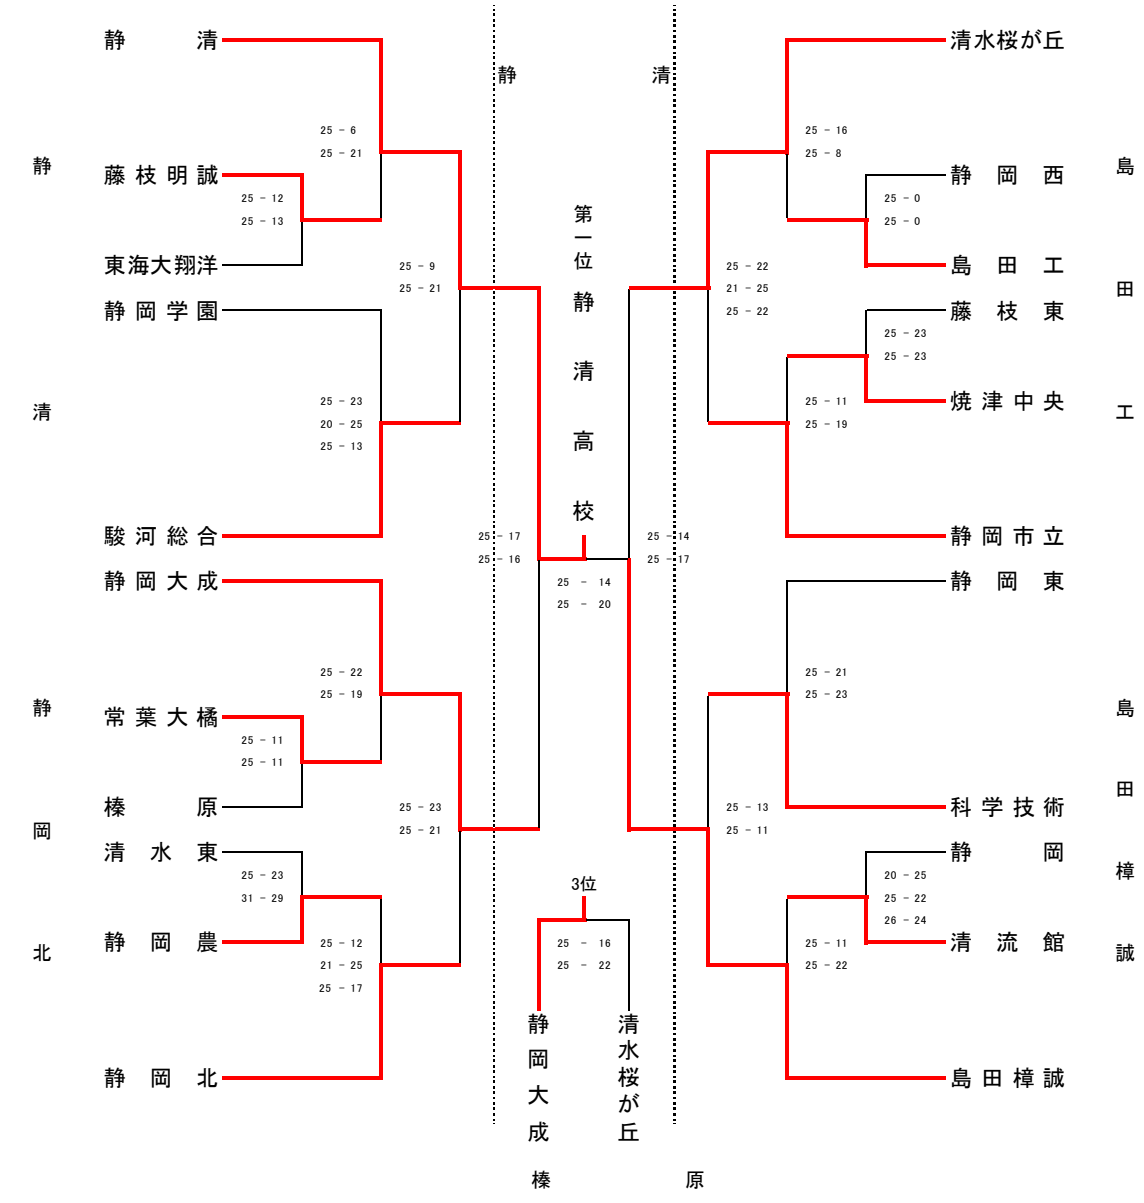 静清
藤枝明誠
東海大翔洋
静岡学園
駿河総合
静岡大成
常葉大橘
榛原
清水東
静岡農
静岡北
静清
静岡北
25 - 6
25 - 21
25 - 12
25 - 13
25 - 9
25 - 21
25 - 23
20 - 25
25 - 13
25 - 22
25 - 19
25 - 11
25 - 11
25 - 23
25 - 21
25 - 23
31 - 29
25 - 12
21 - 25
25 - 17
25 - 17
25 - 16
静
清
第一位
静清高校
25 - 14
25 - 20
3位
25 - 16
25 - 22
静岡大成
清水桜が丘
榛原
25 - 14
25 - 17
25 - 16
25 - 8
25 - 0
25 - 0
25 - 22
21 - 25
25 - 22
25 - 23
25 - 23
25 - 11
25 - 19
25 - 21
25 - 23
25 - 13
25 - 11
20 - 25
25 - 22
26 - 24
25 - 11
25 - 22
清水桜が丘
静岡西
島田工
藤枝東
焼津中央
静岡市立
静岡東
科学技術
静岡
清流館
島田樟誠
島田工
島田樟誠